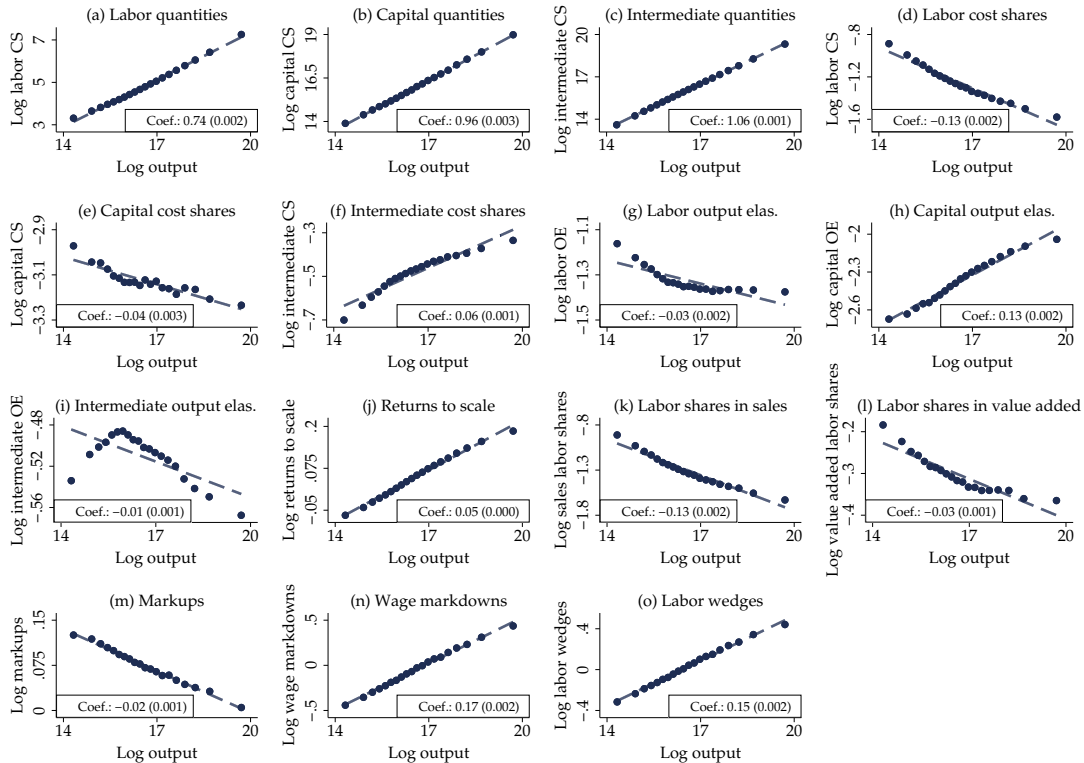 (a) Labor quantities
Log labor CS
7
5
3
Coef.: 0.74 (0.002)
14 17 20
Log output
(b) Capital quantities
Log capital CS
19
16.5
14
Coef.: 0.96 (0.003)
14 17 20
Log output
(c) Intermediate quantities
Log intermediate CS
20
17
14
Coef.: 1.06 (0.001)
14 17 20
Log output
(d) Labor cost shares
Log labor CS
−.8
−1.2
−1.6
Coef.: −0.13 (0.002)
14 17 20
Log output
(e) Capital cost shares
Log capital CS
−2.9
−3.1
−3.3
Coef.: −0.04 (0.003)
14 17 20
Log output
(f) Intermediate cost shares
Log intermediate CS
−.3
−.5
−.7
Coef.: 0.06 (0.001)
14 17 20
Log output
(g) Labor output elas.
Log labor OE
−1.1
−1.3
−1.5
Coef.: −0.03 (0.002)
14 17 20
Log output
(h) Capital output elas.
Log capital OE
−2
−2.3
−2.6
Coef.: 0.13 (0.002)
14 17 20
Log output
(i) Intermediate output elas.
Log intermediate OE
−.48
−.52
−.56
Coef.: −0.01 (0.001)
14 17 20
Log output
(j) Returns to scale
Log returns to scale
.2
.075
−.05
Coef.: 0.05 (0.000)
14 17 20
Log output
(k) Labor shares in sales
Log sales labor shares
−.8
−1.3
−1.8
Coef.: −0.13 (0.002)
14 17 20
Log output
(l) Labor shares in value added
Log value added labor shares
−.2
−.3
−.4
Coef.: −0.03 (0.001)
14 17 20
Log output
(m) Markups
Log markups
.15
.075
0
Coef.: −0.02 (0.001)
14 17 20
Log output
(n) Wage markdowns
Log wage markdowns
.5
0
−.5
Coef.: 0.17 (0.002)
14 17 20
Log output
(o) Labor wedges
Log labor wedges
.4
0
−.4
Coef.: 0.15 (0.002)
14 17 20
Log output